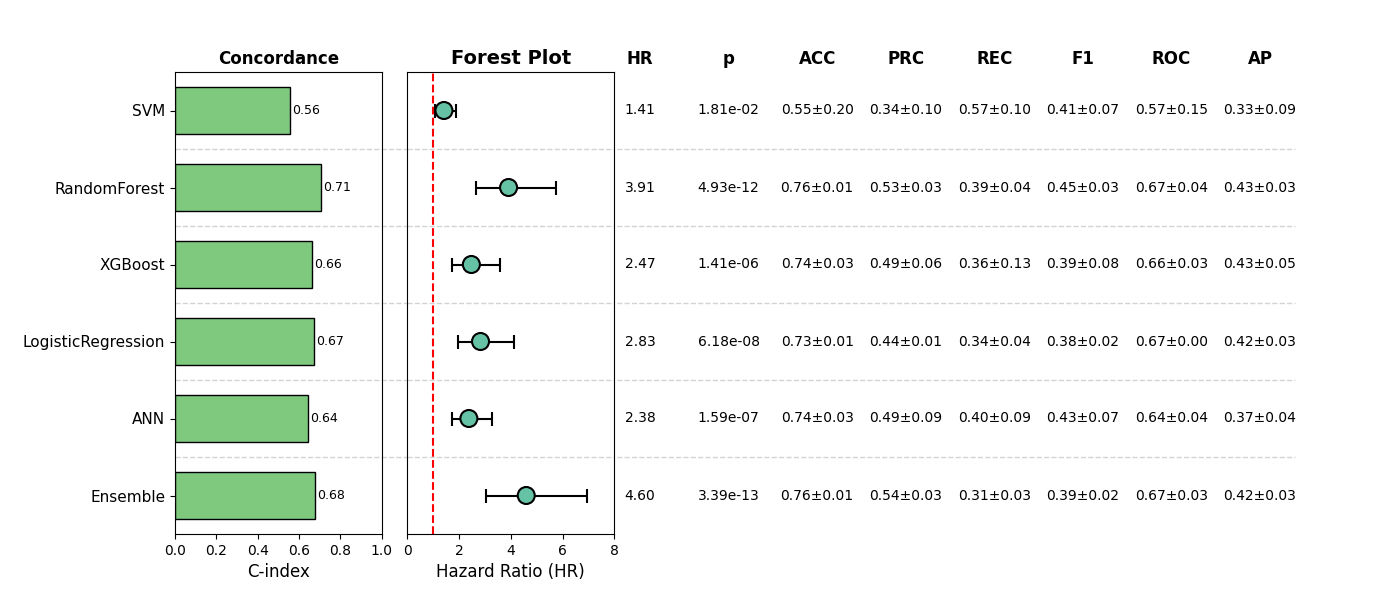 Concordance Forest Plot HR p ACC PRC REC F1 ROC AP
SVM 0.56 1.41 1.81e-02 0.55±0.20 0.34±0.10 0.57±0.10 0.41±0.07 0.57±0.15 0.33±0.09
RandomForest 0.71 3.91 4.93e-12 0.76±0.01 0.53±0.03 0.39±0.04 0.45±0.03 0.67±0.04 0.43±0.03
XGBoost 0.66 2.47 1.41e-06 0.74±0.03 0.49±0.06 0.36±0.13 0.39±0.08 0.66±0.03 0.43±0.05
LogisticRegression 0.67 2.83 6.18e-08 0.73±0.01 0.44±0.01 0.34±0.04 0.38±0.02 0.67±0.00 0.42±0.03
ANN 0.64 2.38 1.59e-07 0.74±0.03 0.49±0.09 0.40±0.09 0.43±0.07 0.64±0.04 0.37±0.04
Ensemble 0.68 4.60 3.39e-13 0.76±0.01 0.54±0.03 0.31±0.03 0.39±0.02 0.67±0.03 0.42±0.03
0.0 0.2 0.4 0.6 0.8 1.0 0 2 4 6 8
C-index Hazard Ratio (HR)